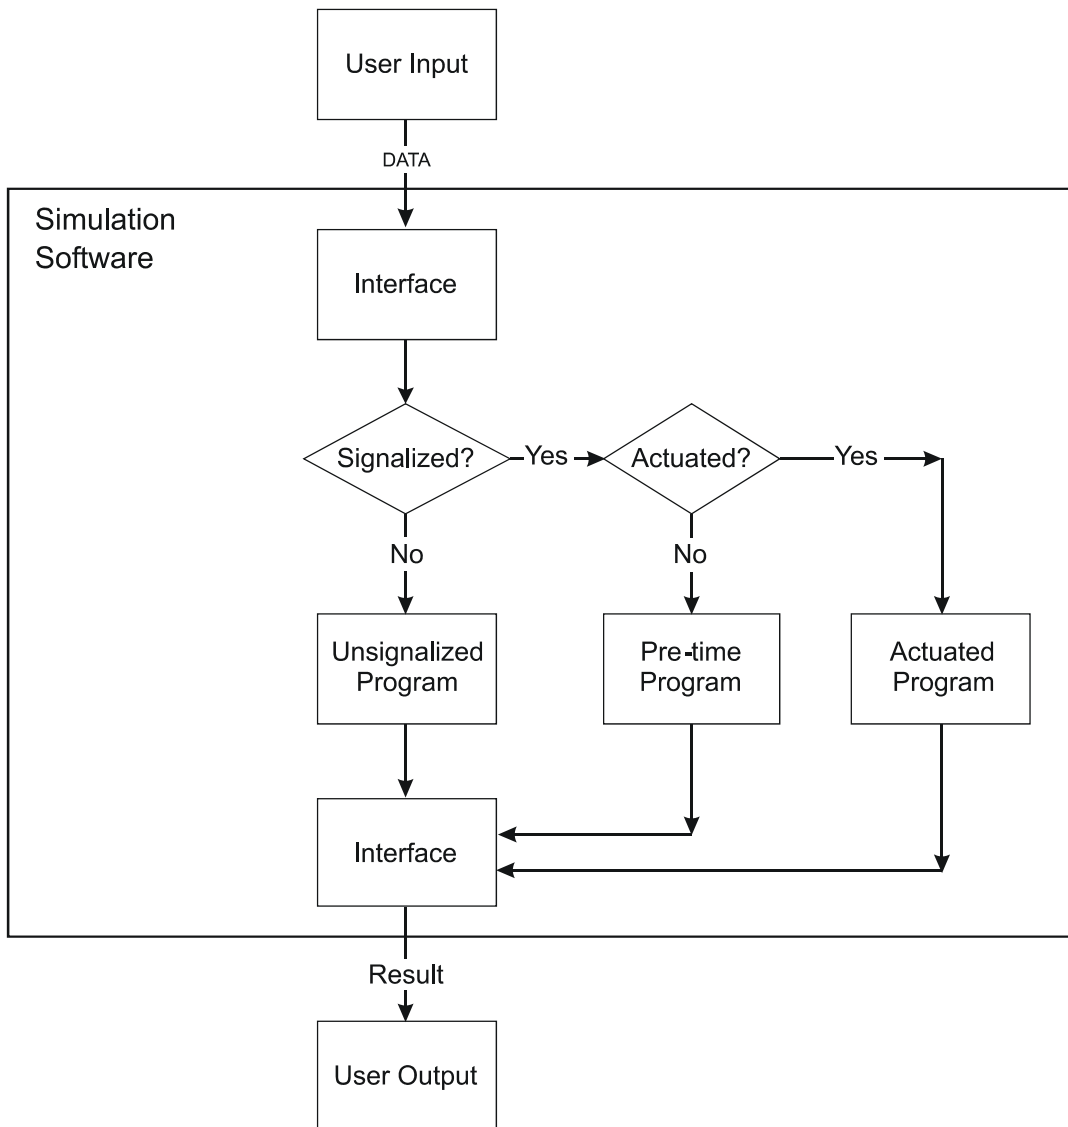 User Input
DATA
Simulation
Software
Interface
Signalized?
Yes
Actuated?
Yes
No
No
Unsignalized
Program
Pre-time
Program
Actuated
Program
Interface
Result
User Output